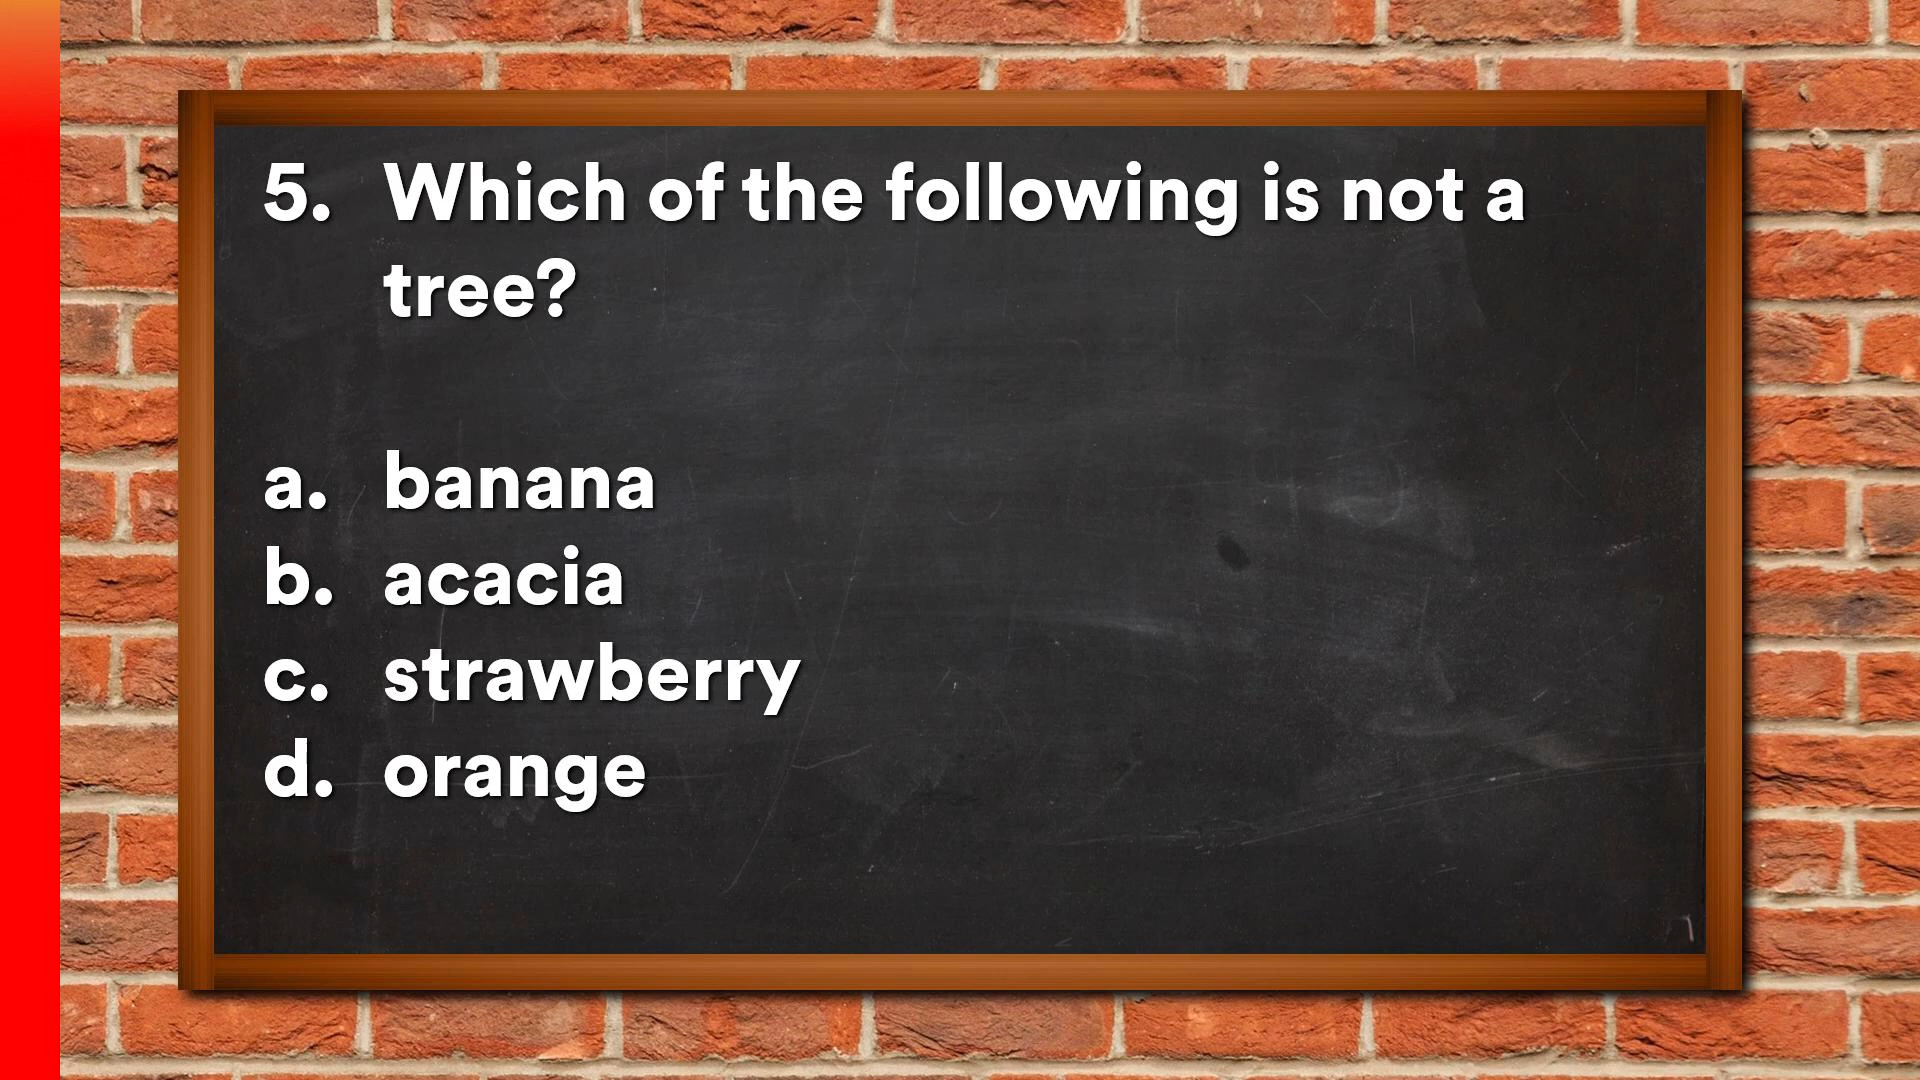 5. Which of the following is not a
tree?
a. banana
b. acacia
c. strawberry
d. orange